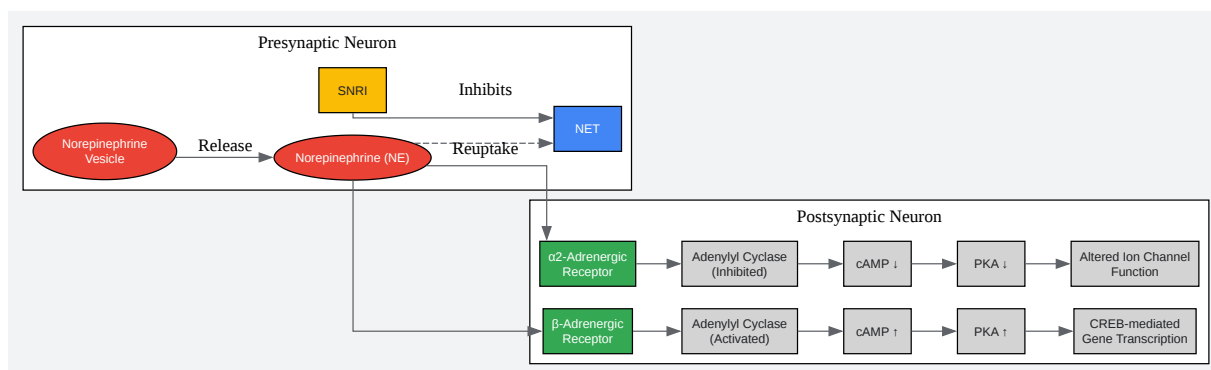 Presynaptic Neuron
SNRI
Inhibits
NET
Norepinephrine
Vesicle
Release
Norepinephrine (NE)
Reuptake
Postsynaptic Neuron
α2-Adrenergic
Receptor
Adenylyl Cyclase
(Inhibited)
cAMP ↓
PKA ↓
Altered Ion Channel
Function
β-Adrenergic
Receptor
Adenylyl Cyclase
(Activated)
cAMP ↑
PKA ↑
CREB-mediated
Gene Transcription